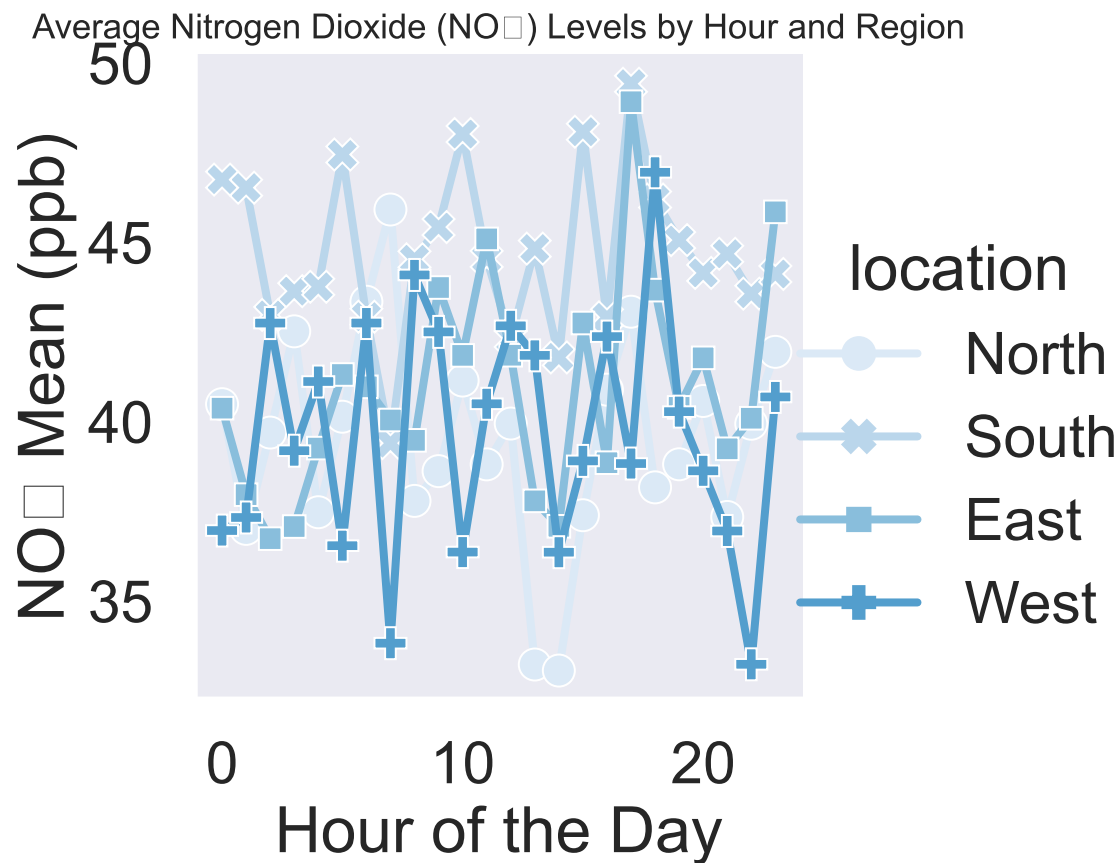 Average Nitrogen Dioxide (NO□) Levels by Hour and Region
50
45
40
35
NO□ Mean (ppb)
0 10 20
Hour of the Day
location
North
South
East
West